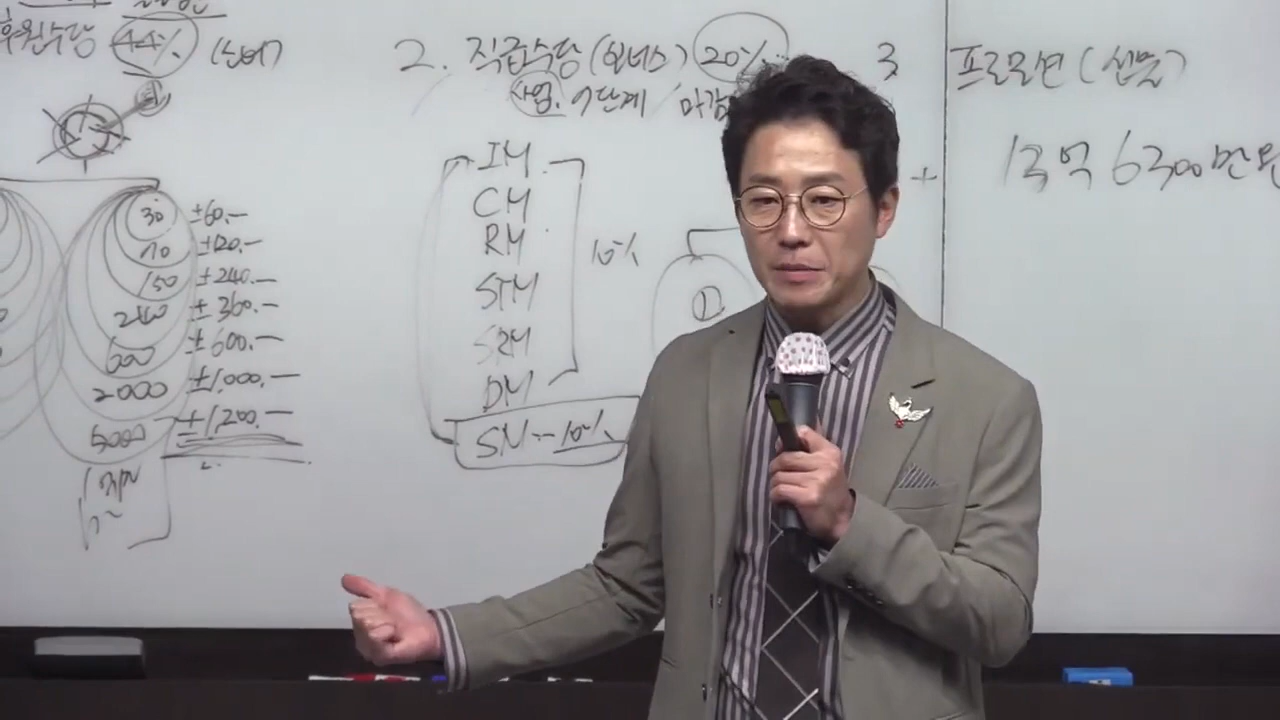 후원수당 44% (소비)
30 ±60.—
70 ±120.—
150 ±240.—
240 ±360.—
600 ±600.—
2000 ±1,000.—
5000 ±1,200.—
2. 직급수당 (보너스) 20%
사업. 7단계 마감
IM
CM
RM
STM
SRM
DM
10%
SM -- 10%
①
+
3 프로모션 (선물)
13억 6300만원